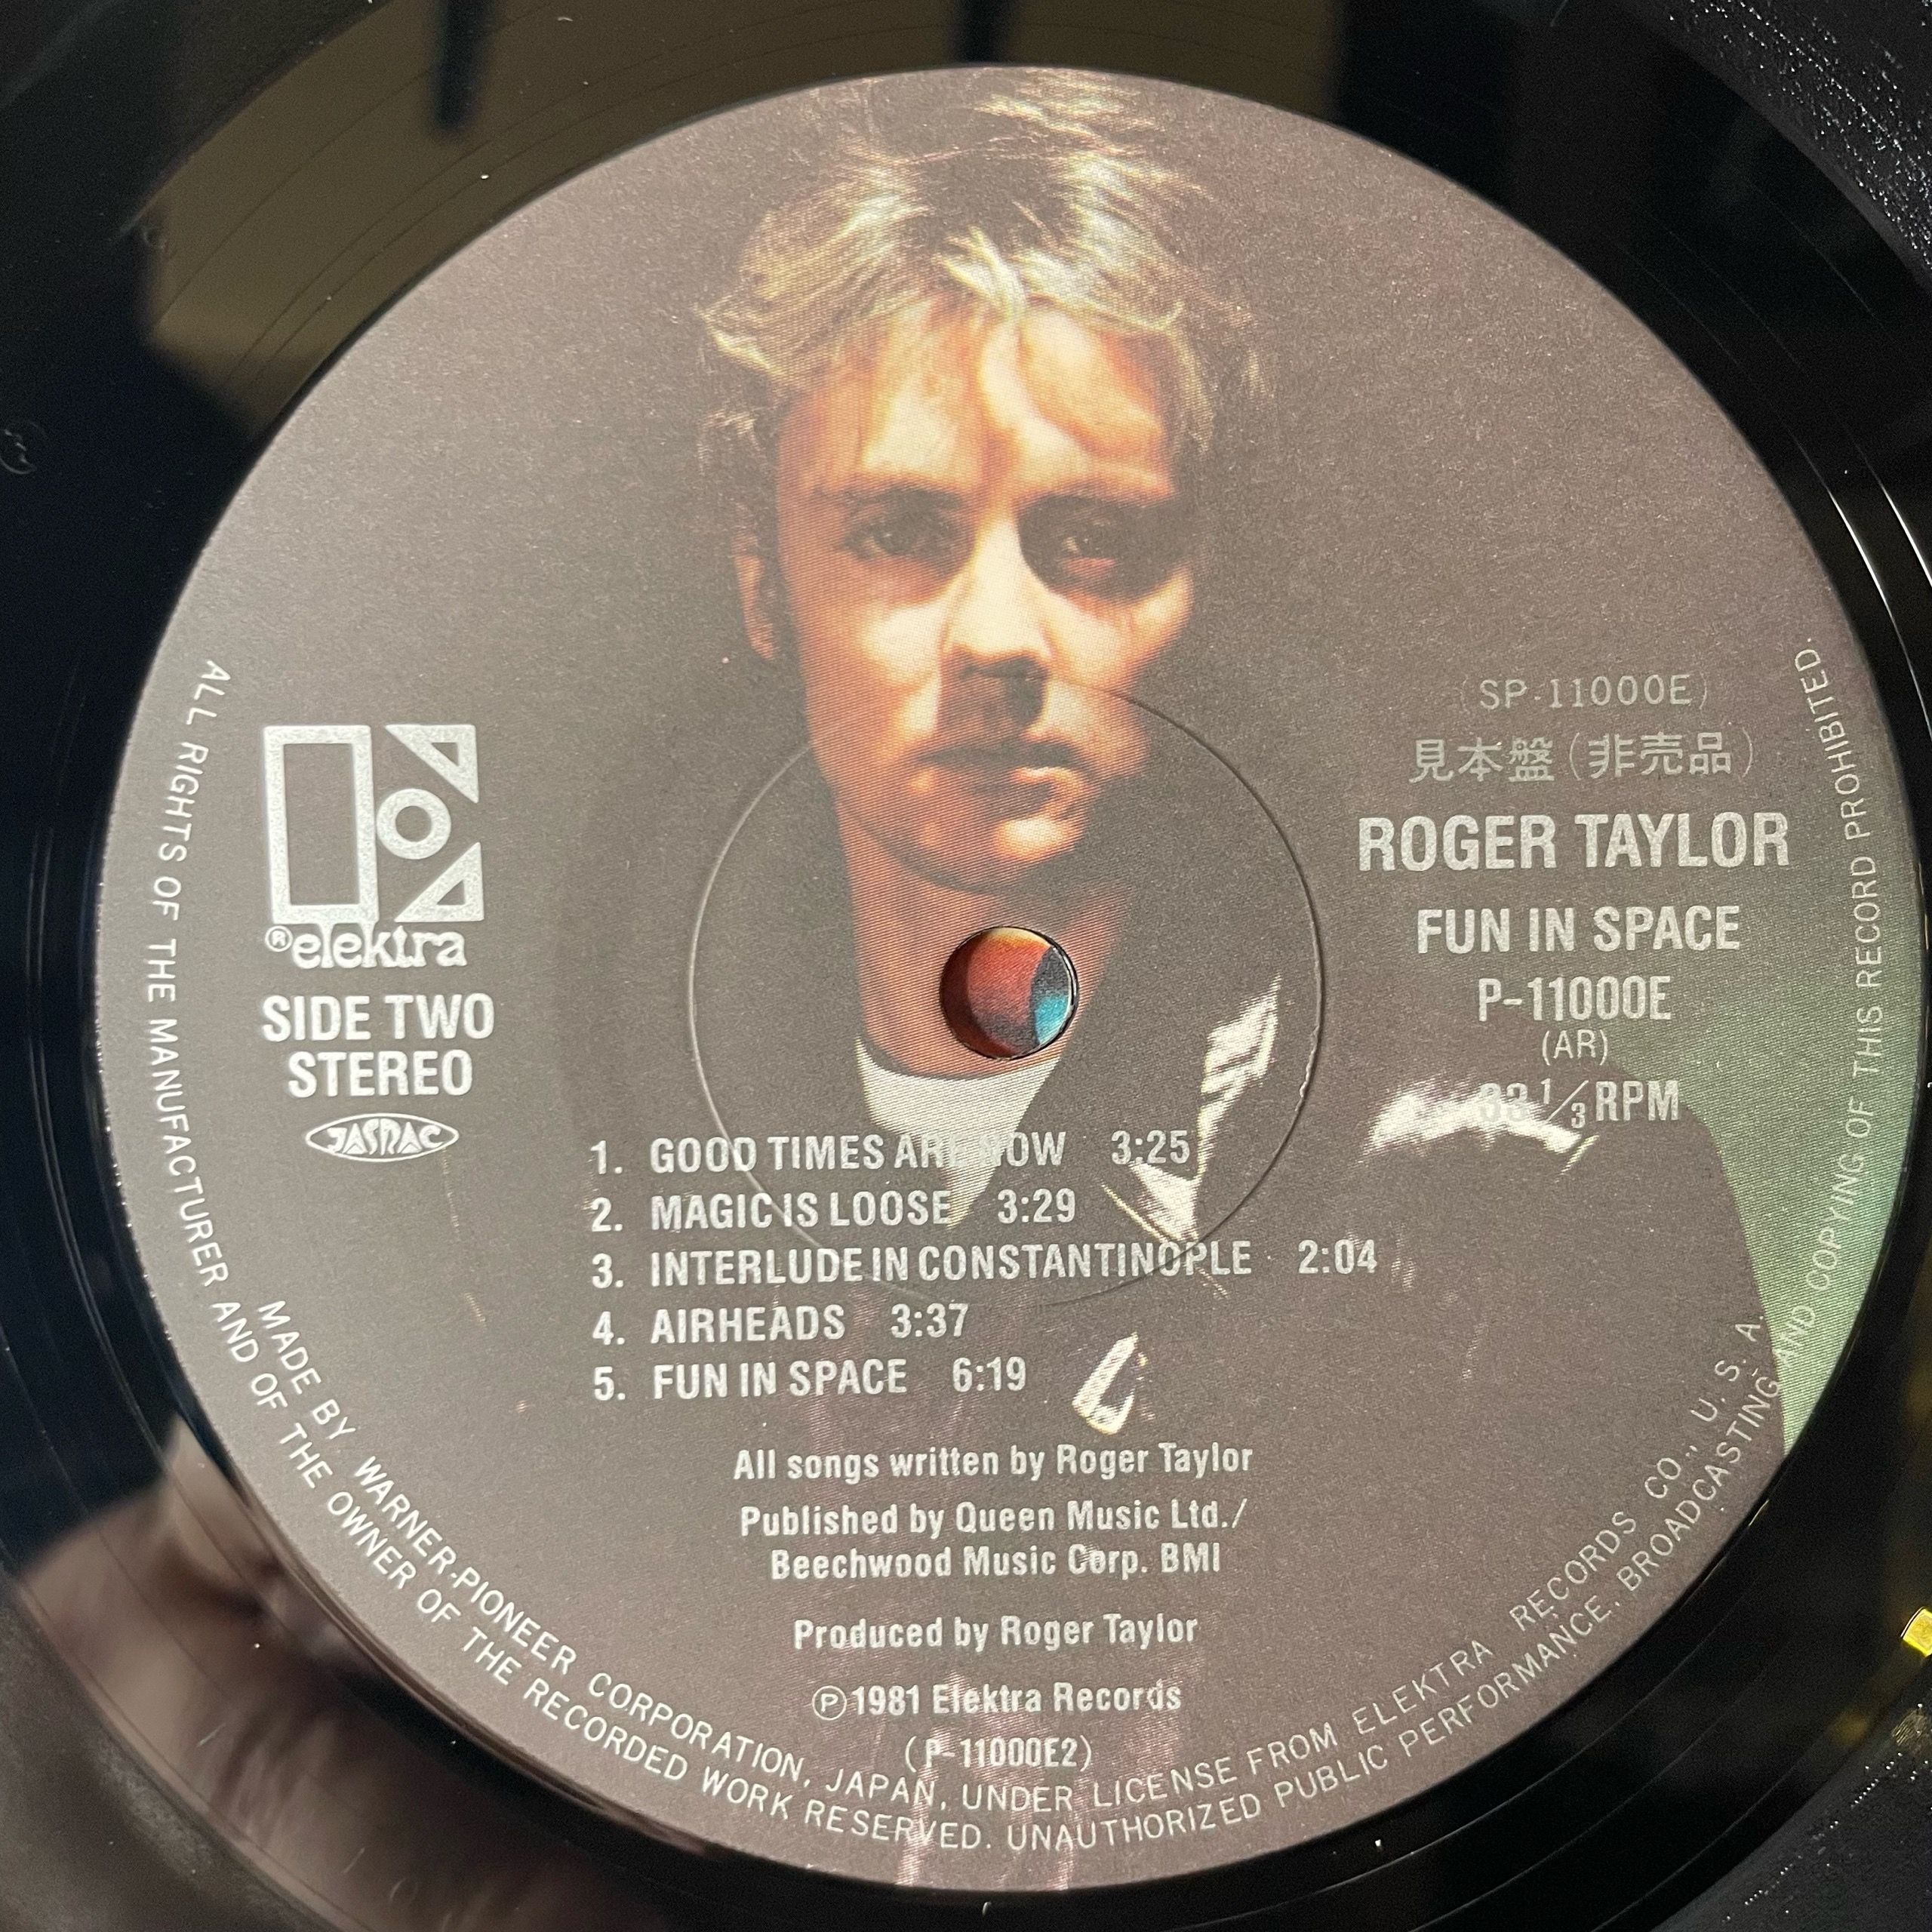 (SP-11000E)
見本盤(非売品)
ROGER TAYLOR
FUN IN SPACE
P-11000E
(AR)
33 1/3 RPM
® elektra
SIDE TWO
STEREO
JASRAC
1. GOOD TIMES ARE NOW 3:25
2. MAGIC IS LOOSE 3:29
3. INTERLUDE IN CONSTANTINOPLE 2:04
4. AIRHEADS 3:37
5. FUN IN SPACE 6:19
All songs written by Roger Taylor
Published by Queen Music Ltd./
Beechwood Music Corp. BMI
Produced by Roger Taylor
℗1981 Elektra Records
(P-11000E2)
MADE BY WARNER-PIONEER CORPORATION, JAPAN, UNDER LICENSE FROM ELEKTRA RECORDS CO., U. S. A.
ALL RIGHTS OF THE MANUFACTURER AND OF THE OWNER OF THE RECORDED WORK RESERVED. UNAUTHORIZED PUBLIC PERFORMANCE, BROADCASTING AND COPYING OF THIS RECORD PROHIBITED.